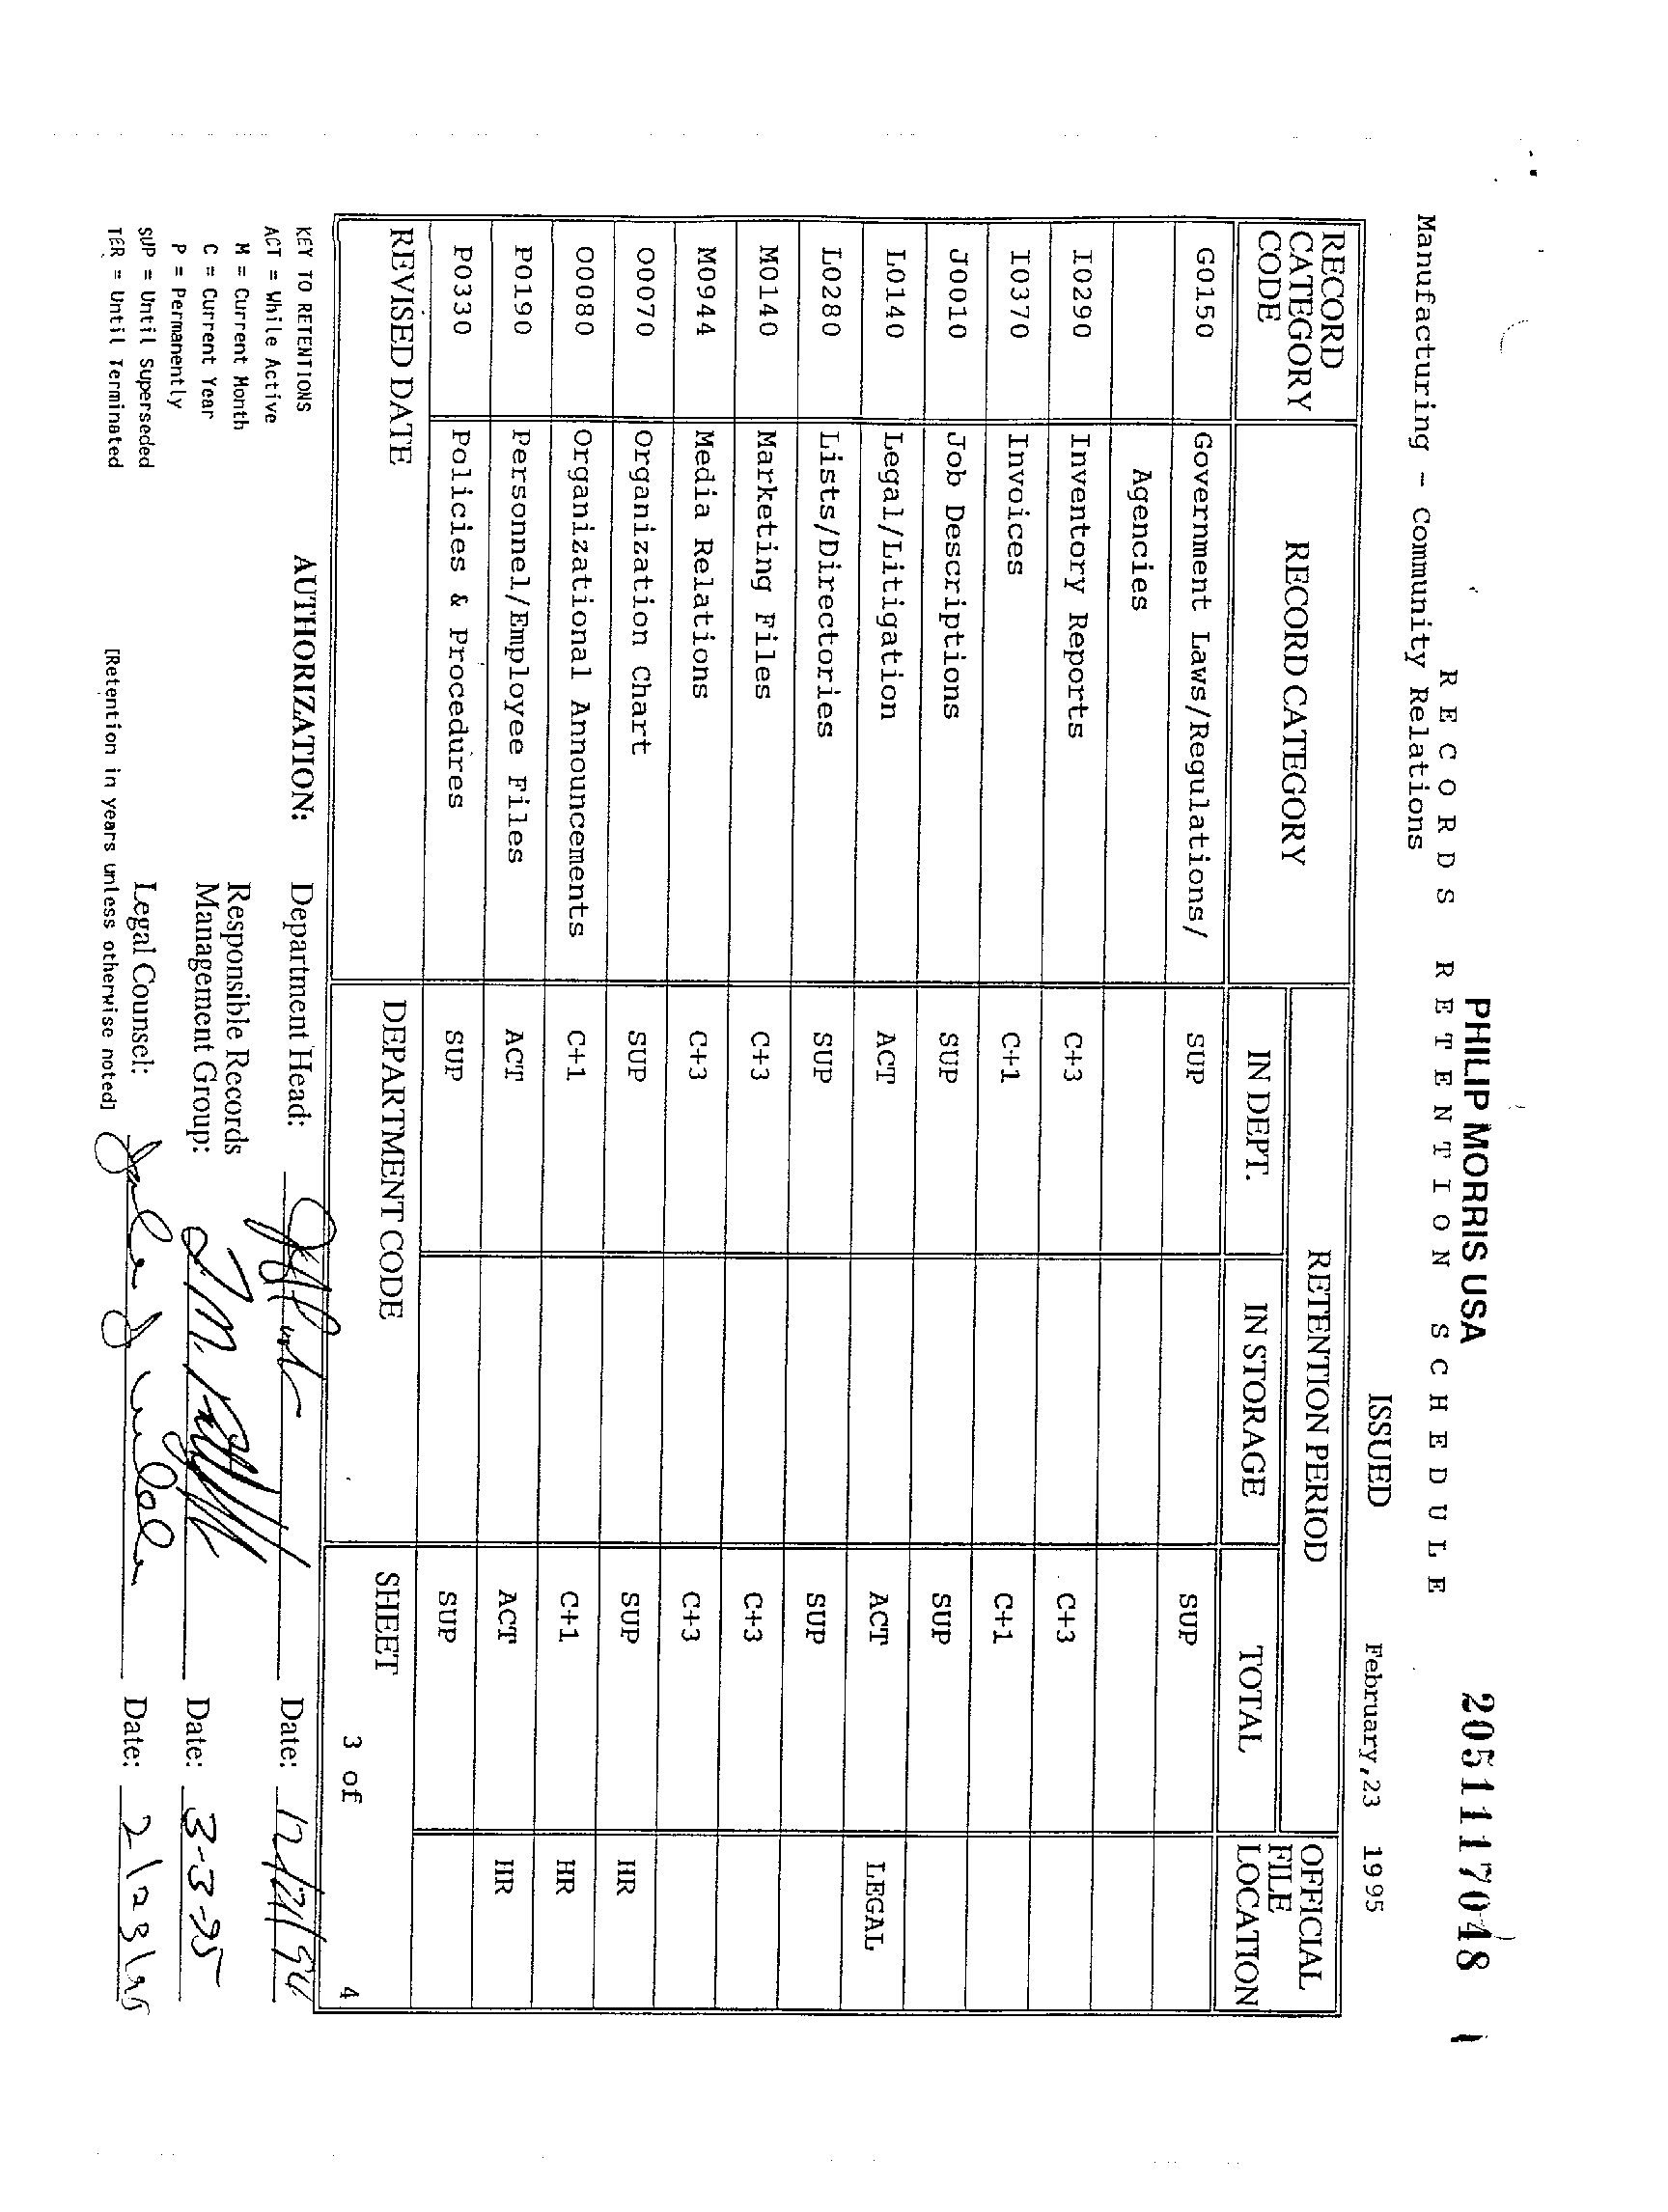 2051117048
PHILIP MORRIS USA
RECORDS RETENTION SCHEDULE
Manufacturing - Community Relations
ISSUED February,23 1995
RECORD CATEGORY CODE RECORD CATEGORY RETENTION PERIOD OFFICIAL FILE LOCATION
IN DEPT. IN STORAGE TOTAL
G0150 Government Laws/Regulations/ SUP SUP
Agencies
I0290 Inventory Reports C+3 C+3
I0370 Invoices C+1 C+1
J0010 Job Descriptions SUP SUP
L0140 Legal/Litigation ACT ACT LEGAL
L0280 Lists/Directories SUP SUP
M0140 Marketing Files C+3 C+3
M0944 Media Relations C+3 C+3
O0070 Organization Chart SUP SUP HR
O0080 Organizational Announcements C+1 C+1 HR
P0190 Personnel/Employee Files ACT ACT HR
P0330 Policies & Procedures SUP SUP
REVISED DATE DEPARTMENT CODE SHEET
3 of 4
KEY TO RETENTIONS
ACT = While Active
M = Current Month
C = Current Year
P = Permanently
SUP = Until Superseded
TER = Until Terminated
AUTHORIZATION: Department Head: Date: 12/21/94
Responsible Records
Management Group: Date: 3-3-95
Legal Counsel: Date: 2/23/95
[Retention in years unless otherwise noted]